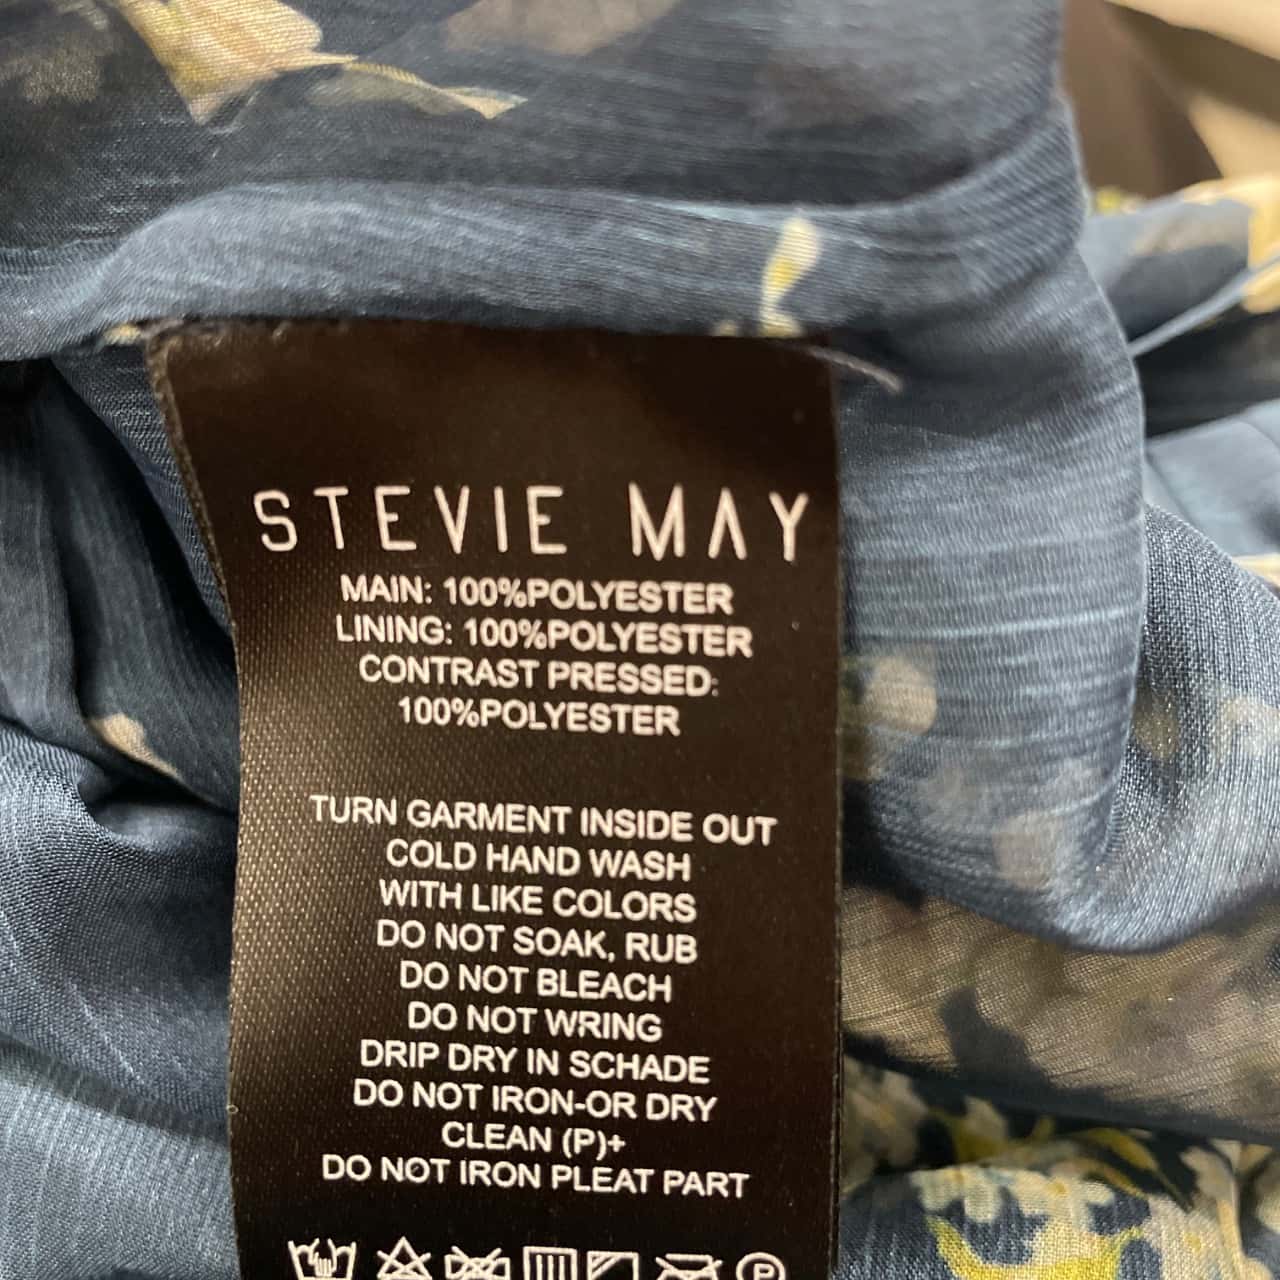 STEVIE MAY
MAIN: 100%POLYESTER
LINING: 100%POLYESTER
CONTRAST PRESSED:
100%POLYESTER
TURN GARMENT INSIDE OUT
COLD HAND WASH
WITH LIKE COLORS
DO NOT SOAK, RUB
DO NOT BLEACH
DO NOT WRING
DRIP DRY IN SCHADE
DO NOT IRON-OR DRY
CLEAN (P)+
DO NOT IRON PLEAT PART
P